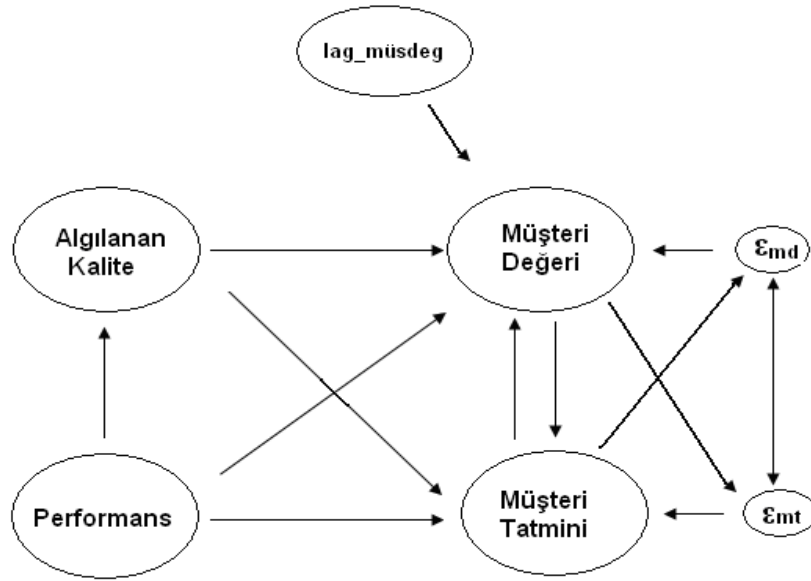 lag_müsdeg
Algılanan
Kalite
Müşteri
Değeri
εmd
Performans
Müşteri
Tatmini
εmt